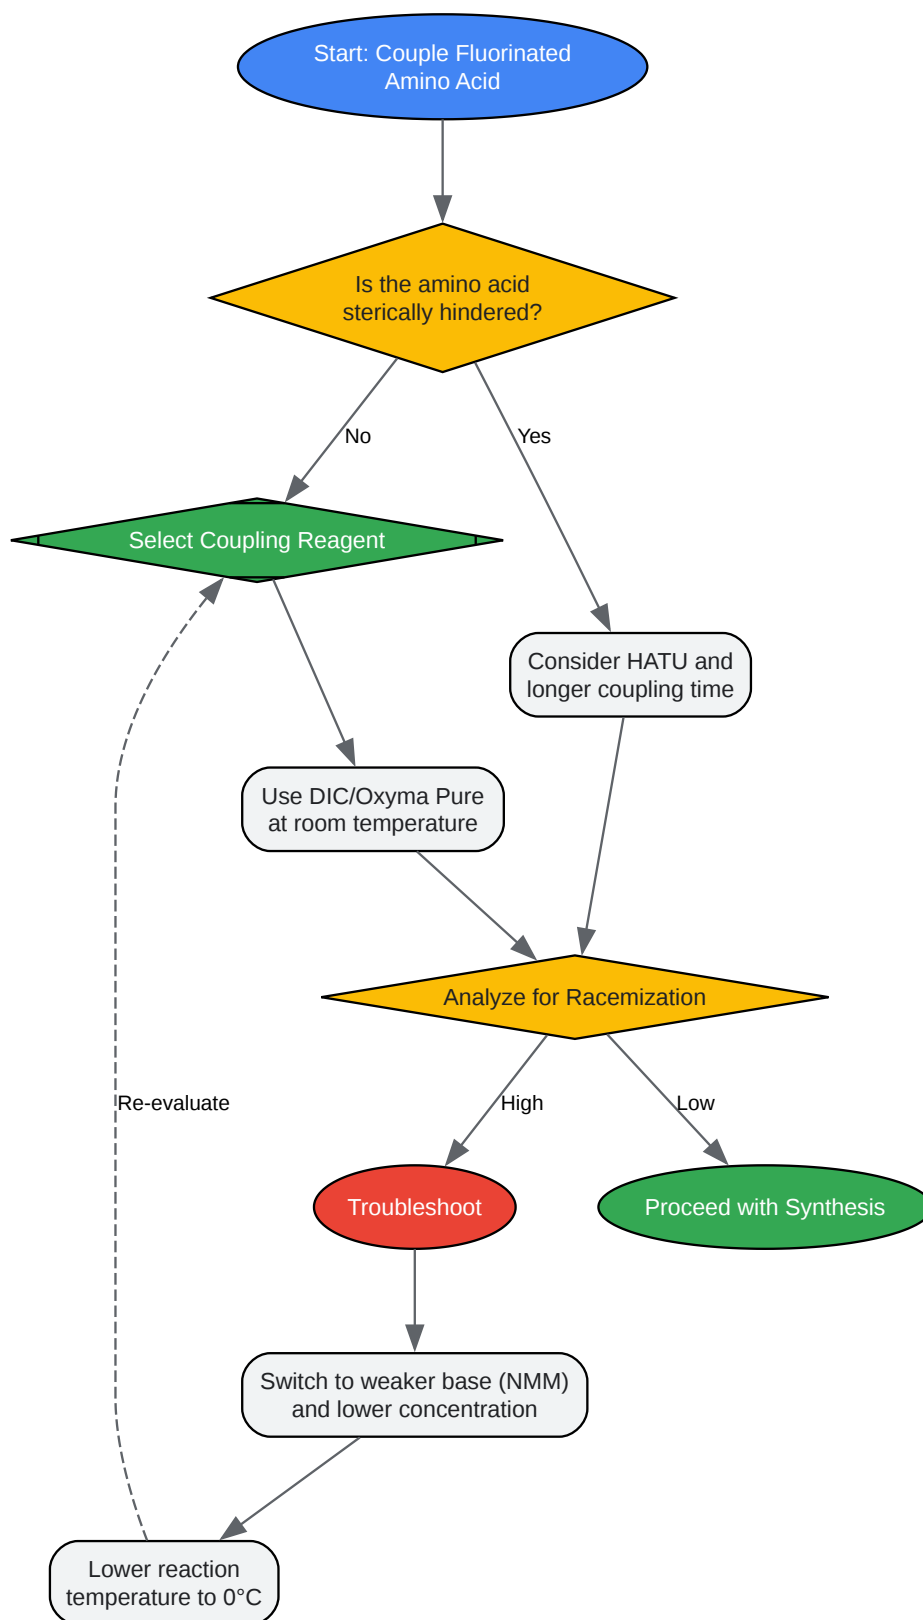 Start: Couple Fluorinated
Amino Acid
Is the amino acid
sterically hindered?
No
Yes
Select Coupling Reagent
Consider HATU and
longer coupling time
Use DIC/Oxyma Pure
at room temperature
Analyze for Racemization
Re-evaluate
High
Low
Troubleshoot
Proceed with Synthesis
Switch to weaker base (NMM)
and lower concentration
Lower reaction
temperature to 0°C